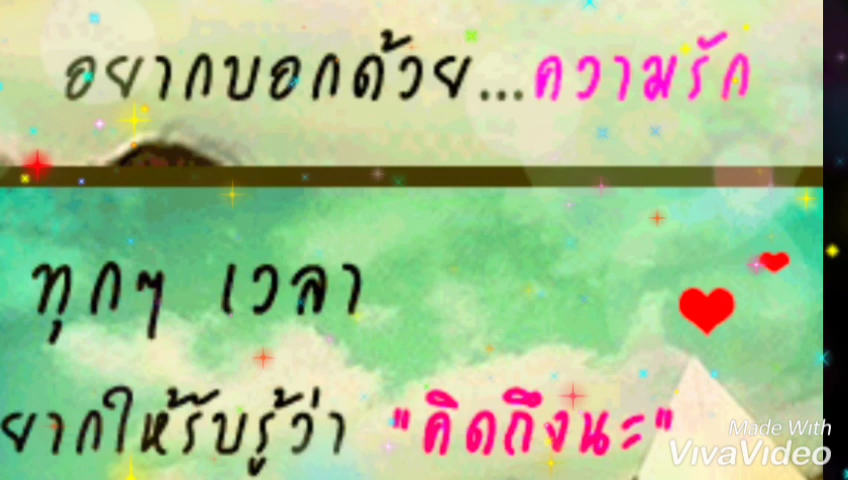 อยากบอกด้วย...ความรัก
ทุกๆ เวลา
ยากให้รับรู้ว่า "คิดถึงนะ"
Made With
VivaVideo